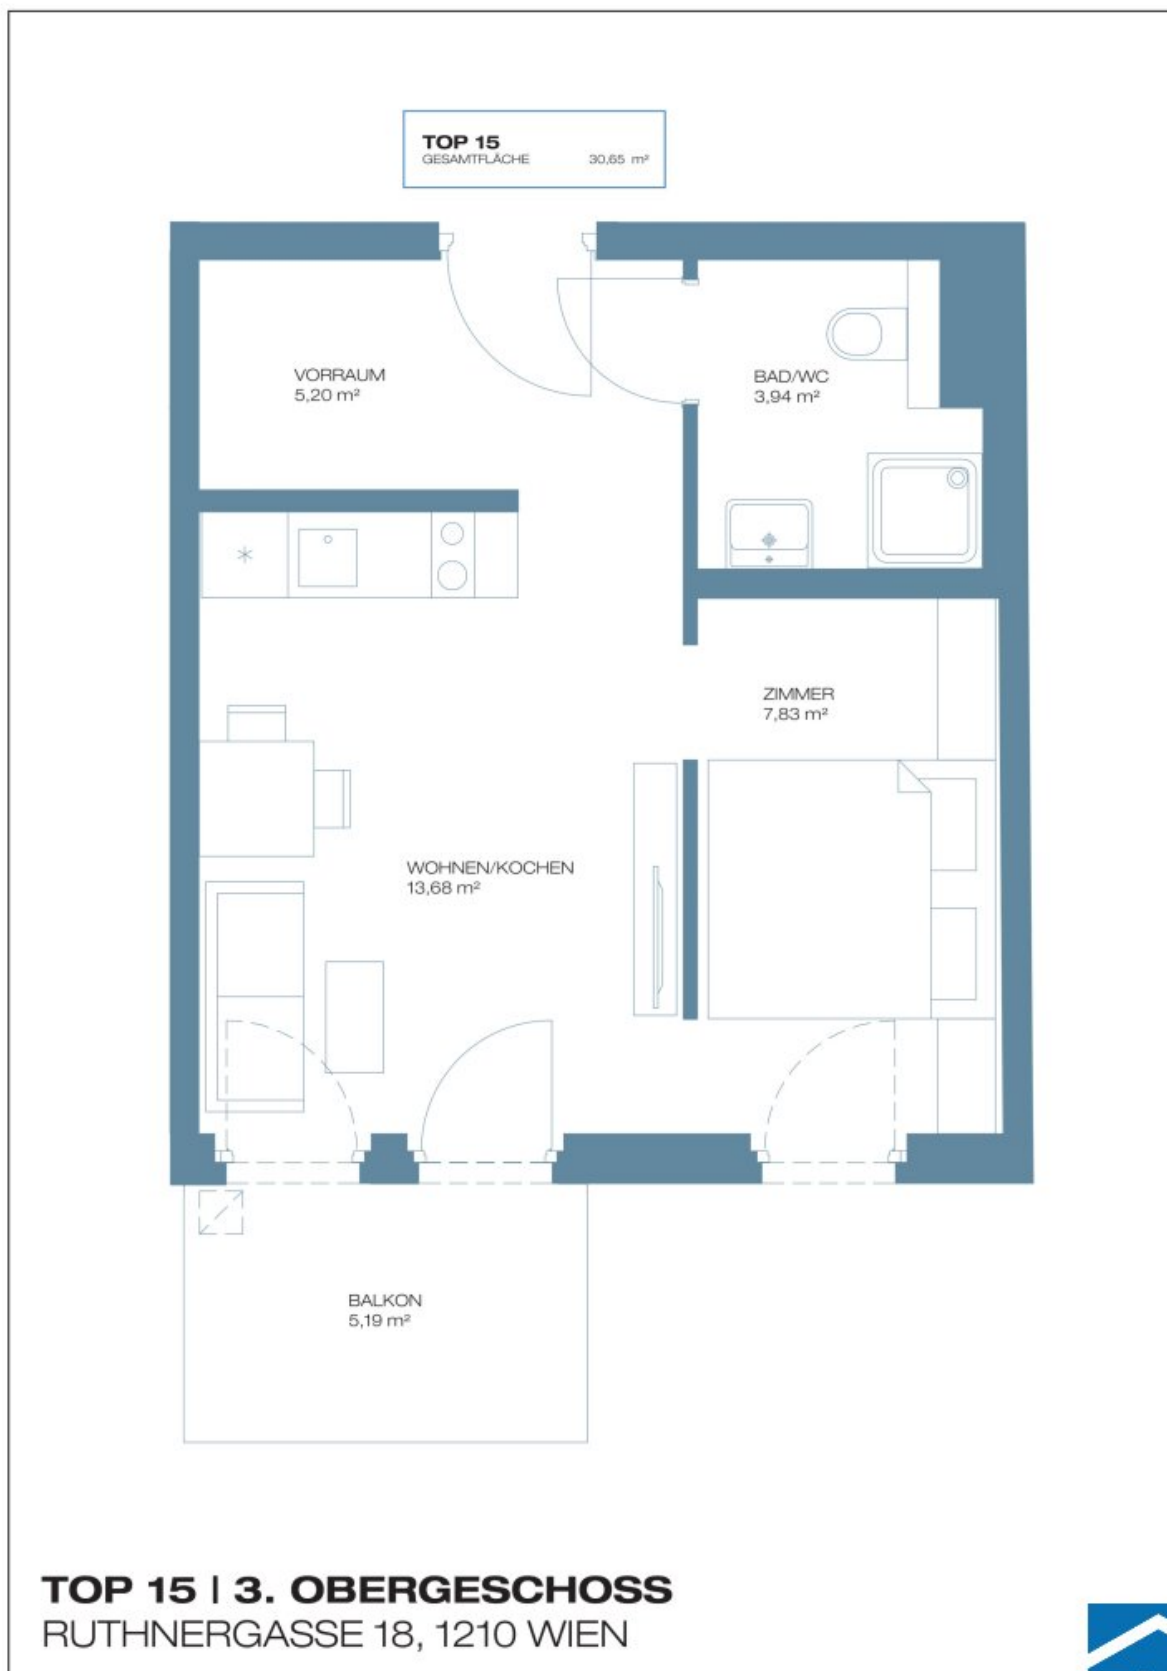 TOP 15
GESAMTFLÄCHE 30,65 m²
VORRAUM
5,20 m²
BAD/WC
3,94 m²
ZIMMER
7,83 m²
WOHNEN/KOCHEN
13,68 m²
BALKON
5,19 m²
TOP 15 | 3. OBERGESCHOSS
RUTHNERGASSE 18, 1210 WIEN